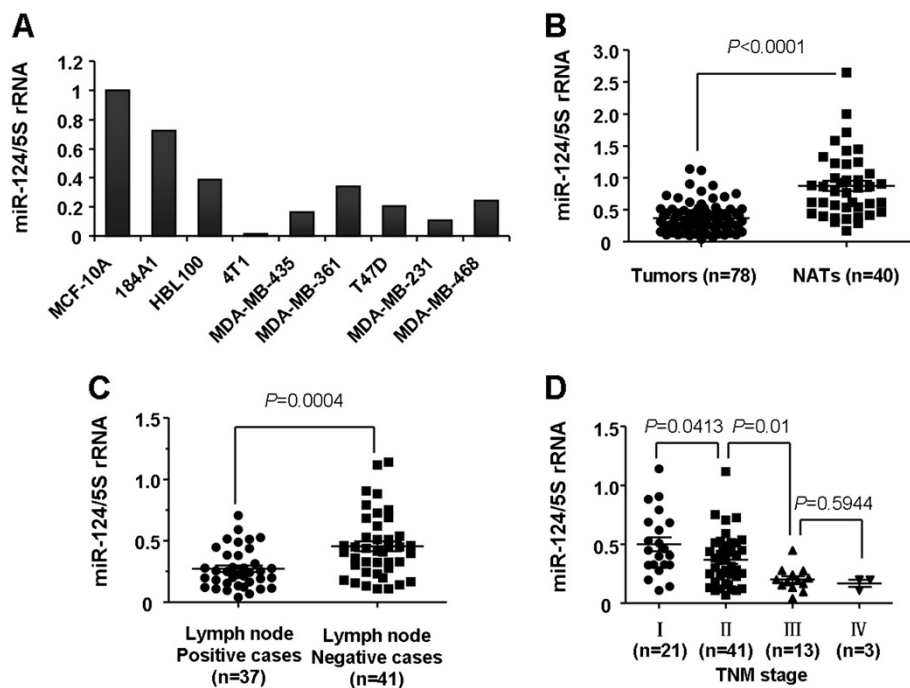 A
miR-124/5S rRNA
1.2
1
0.8
0.6
0.4
0.2
0
MCF-10A
184A1
HBL100
4T1
MDA-MB-435
MDA-MB-361
T47D
MDA-MB-231
MDA-MB-468
B
P<0.0001
miR-124/5S rRNA
3.0
2.5
2.0
1.5
1.0
0.5
0
Tumors (n=78)
NATs (n=40)
C
P=0.0004
miR-124/5S rRNA
1.5
1.0
0.5
0
Lymph node
Positive cases
(n=37)
Lymph node
Negative cases
(n=41)
D
P=0.0413
P=0.01
P=0.5944
miR-124/5S rRNA
1.5
1.0
0.5
0
I
II
III
IV
(n=21)
(n=41)
(n=13)
(n=3)
TNM stage